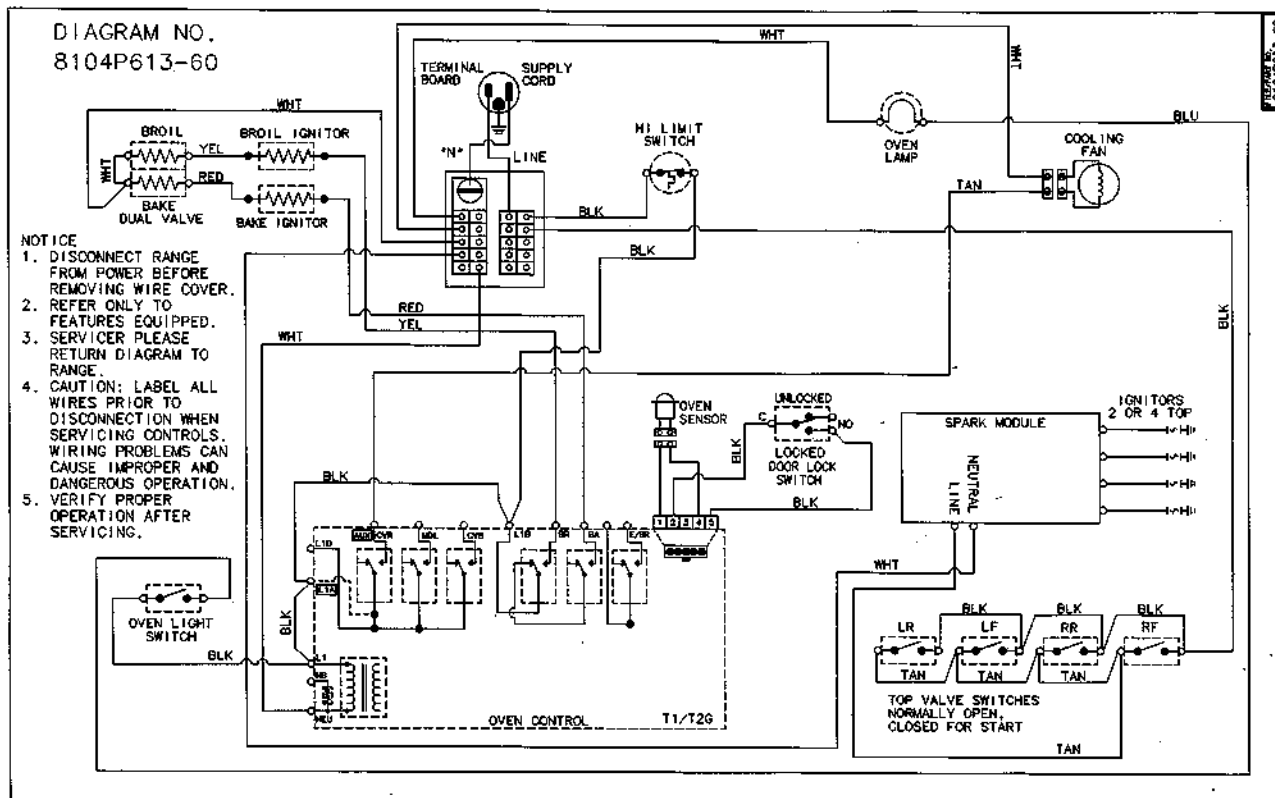 DIAGRAM NO.
8104P613-60
WHT
BROIL
BROIL IGNITOR
YEL
WHT
RED
BAKE
DUAL VALVE
BAKE IGNITOR
TERMINAL
BOARD
SUPPLY
CORD
"N"
LINE
HI LIMIT
SWITCH
BLK
BLK
WHT
OVEN
LAMP
WHT
BLU
COOLING
FAN
TAN
NOTICE
1. DISCONNECT RANGE
FROM POWER BEFORE
REMOVING WIRE COVER.
2. REFER ONLY TO
FEATURES EQUIPPED.
3. SERVICER PLEASE
RETURN DIAGRAM TO
RANGE.
4. CAUTION: LABEL ALL
WIRES PRIOR TO
DISCONNECTION WHEN
SERVICING CONTROLS.
WIRING PROBLEMS CAN
CAUSE IMPROPER AND
DANGEROUS OPERATION.
5. VERIFY PROPER
OPERATION AFTER
SERVICING.
RED
YEL
WHT
BLK
OVEN
SENSOR
UNLOCKED
C
NO
LOCKED
DOOR LOCK
SWITCH
BLK
BLK
1 2 3 4 5
SPARK MODULE
LINE
NEUTRAL
IGNITORS
2 OR 4 TOP
BLK
L1D
CVR
MDL
CVS
L1B
BR
BA
E/BR
L1A
BLK
L1
NEU
OVEN CONTROL
T1/T2G
OVEN LIGHT
SWITCH
BLK
WHT
BLK
BLK
BLK
LR
LF
RR
RF
TAN
TAN
TAN
TOP VALVE SWITCHES
NORMALLY OPEN,
CLOSED FOR START
TAN